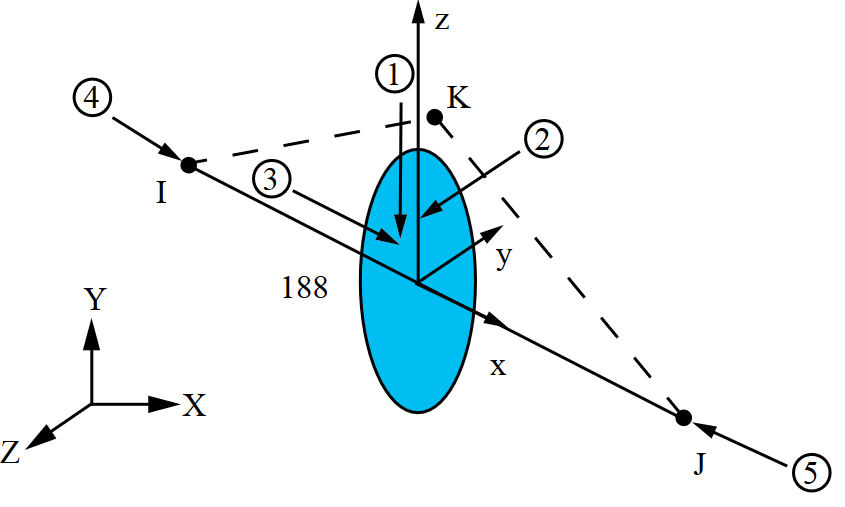 z
①
④
K
②
③
I
y
188
Y
x
X
Z
J
⑤